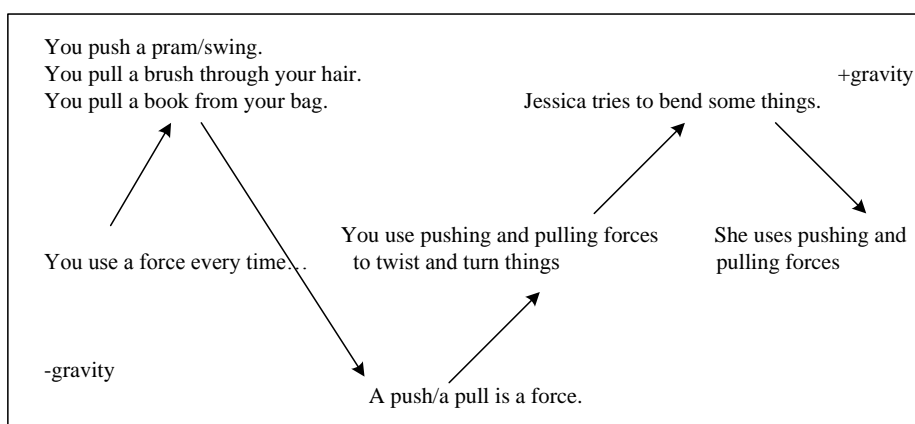 You push a pram/swing.
You pull a brush through your hair.
You pull a book from your bag.
+gravity
Jessica tries to bend some things.
You use a force every time…
You use pushing and pulling forces
to twist and turn things
She uses pushing and
pulling forces
-gravity
A push/a pull is a force.